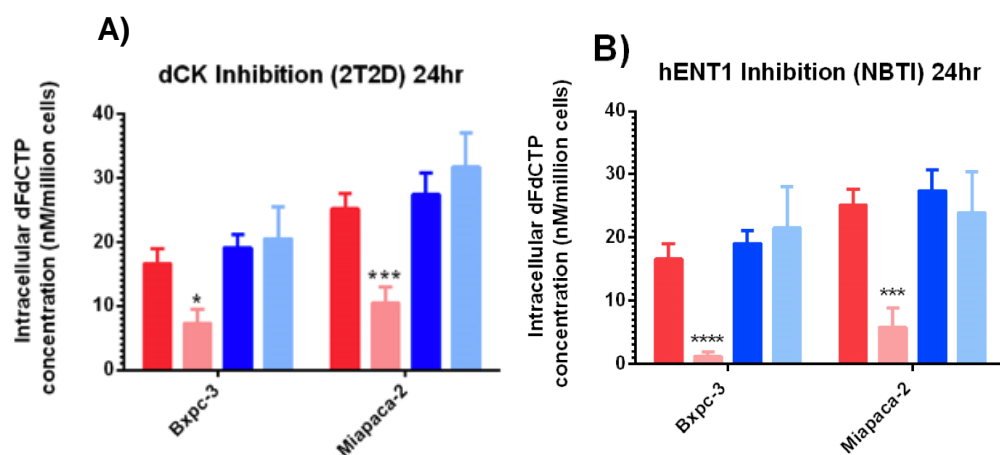 A)
dCK Inhibition (2T2D) 24hr
Intracellular dFdCTP
concentration (nM/million cells)
40
30
20
10
0
*
***
Bxpc-3
Miapaca-2
B)
hENT1 Inhibition (NBTI) 24hr
Intracellular dFdCTP
concentration (nM/million cells)
40
30
20
10
0
****
***
Bxpc-3
Miapaca-2